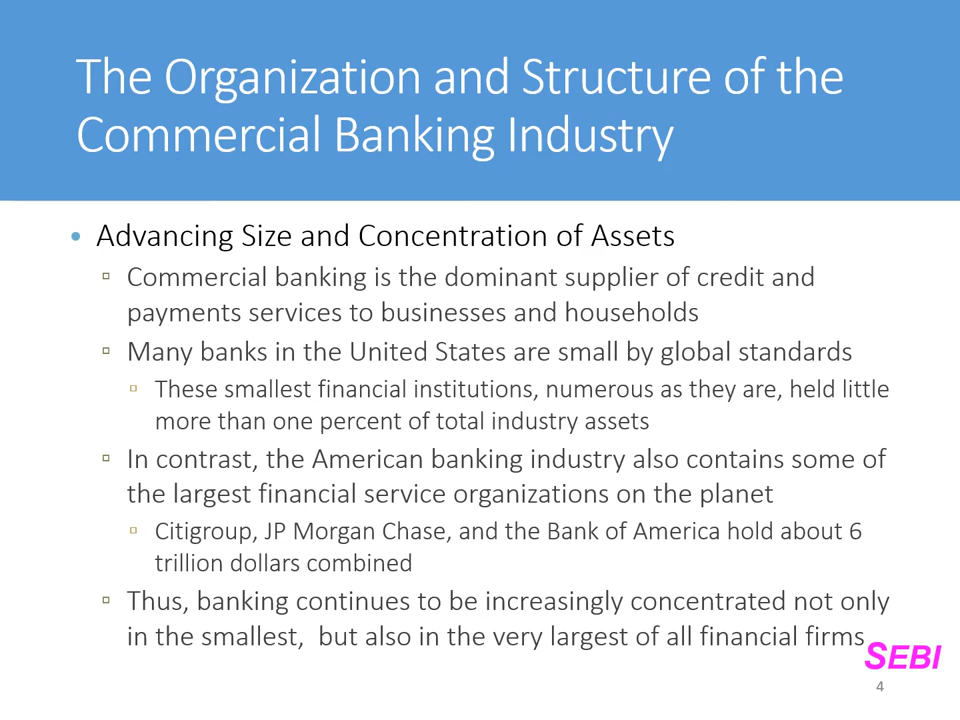 The Organization and Structure of the
Commercial Banking Industry
• Advancing Size and Concentration of Assets
▫ Commercial banking is the dominant supplier of credit and
payments services to businesses and households
▫ Many banks in the United States are small by global standards
▫ These smallest financial institutions, numerous as they are, held little
more than one percent of total industry assets
▫ In contrast, the American banking industry also contains some of
the largest financial service organizations on the planet
▫ Citigroup, JP Morgan Chase, and the Bank of America hold about 6
trillion dollars combined
▫ Thus, banking continues to be increasingly concentrated not only
in the smallest,  but also in the very largest of all financial firms
SEBI
4